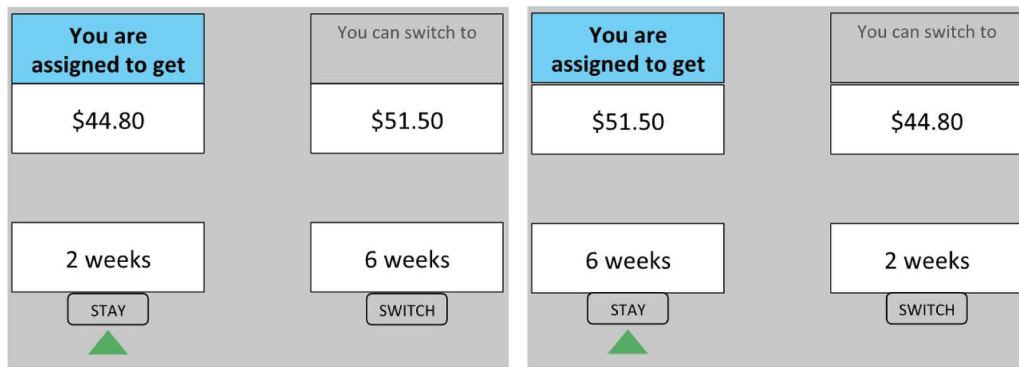 You are
assigned to get
You can switch to
$44.80
$51.50
2 weeks
6 weeks
STAY
SWITCH
You are
assigned to get
You can switch to
$51.50
$44.80
6 weeks
2 weeks
STAY
SWITCH